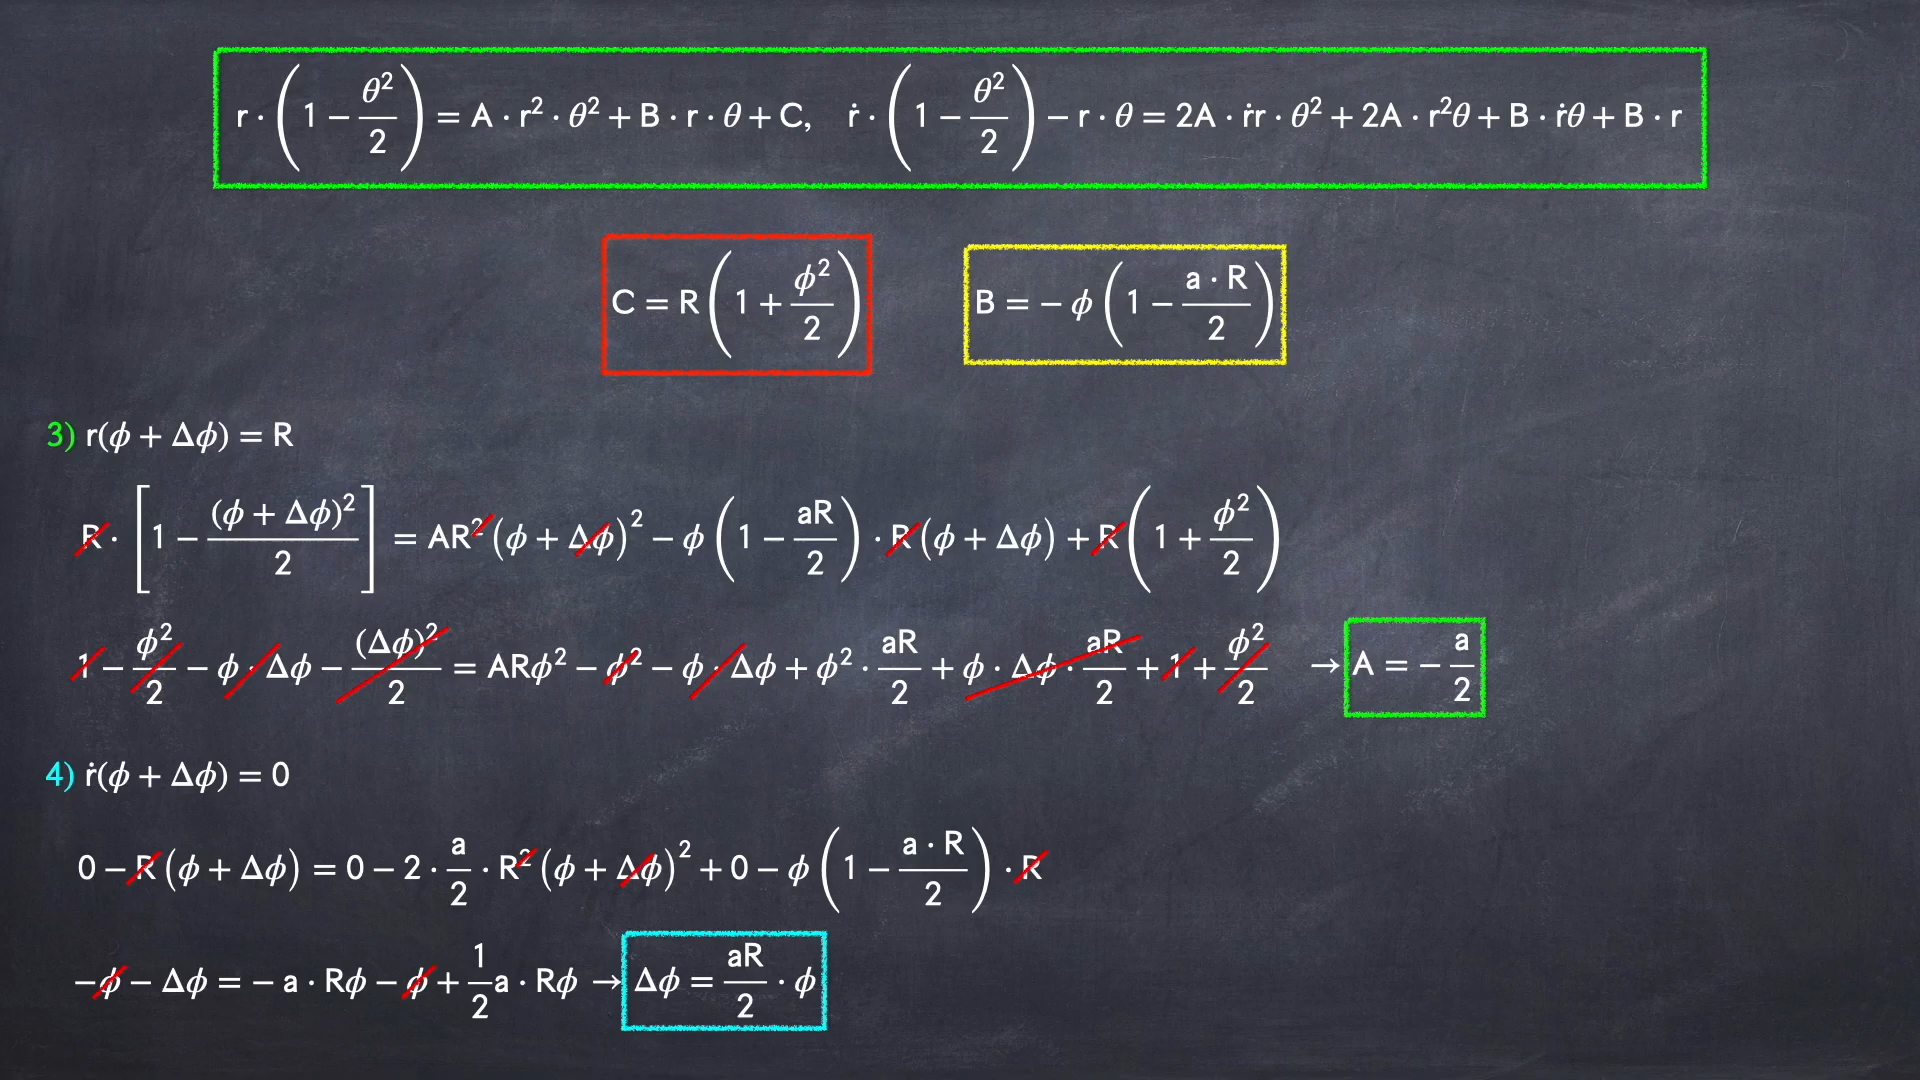 r · (1 − θ²/2) = A · r² · θ² + B · r · θ + C, ṙ · (1 − θ²/2) − r · θ = 2A · ṙr · θ² + 2A · r²θ + B · ṙθ + B · r
C = R (1 + ϕ²/2) B = − ϕ (1 − a · R/2)
3) r(ϕ + Δϕ) = R
R · [1 − (ϕ + Δϕ)²/2] = AR² (ϕ + Δϕ)² − ϕ (1 − aR/2) · R (ϕ + Δϕ) + R (1 + ϕ²/2)
1 − ϕ²/2 − ϕ · Δϕ − (Δϕ)²/2 = ARϕ² − ϕ² − ϕ · Δϕ + ϕ² · aR/2 + ϕ · Δϕ · aR/2 + 1 + ϕ²/2 → A = − a/2
4) ṙ(ϕ + Δϕ) = 0
0 − R (ϕ + Δϕ) = 0 − 2 · a/2 · R² (ϕ + Δϕ)² + 0 − ϕ (1 − a · R/2) · R
−ϕ − Δϕ = − a · Rϕ − ϕ + 1/2 a · Rϕ → Δϕ = aR/2 · ϕ